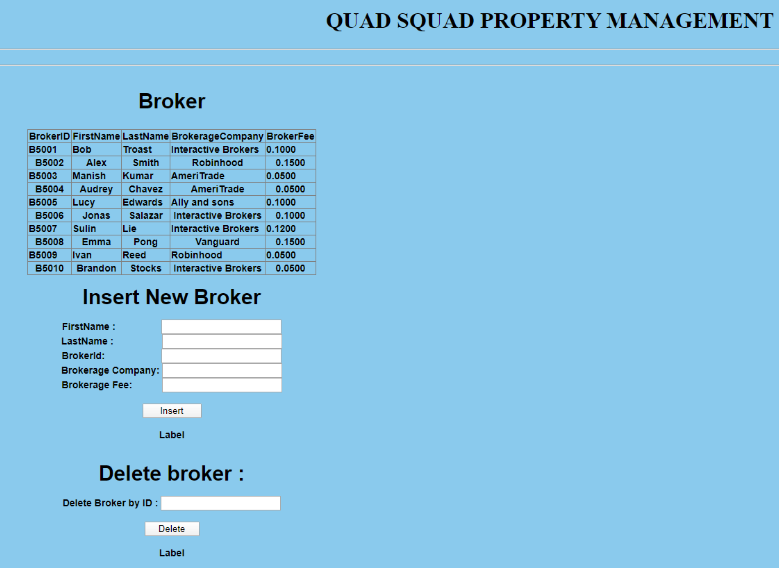 QUAD SQUAD PROPERTY MANAGEMENT
Broker
BrokerID FirstName LastName BrokerageCompany BrokerFee
B5001 Bob Troast Interactive Brokers 0.1000
B5002 Alex Smith Robinhood 0.1500
B5003 Manish Kumar AmeriTrade 0.0500
B5004 Audrey Chavez AmeriTrade 0.0500
B5005 Lucy Edwards Ally and sons 0.1000
B5006 Jonas Salazar Interactive Brokers 0.1000
B5007 Sulin Lie Interactive Brokers 0.1200
B5008 Emma Pong Vanguard 0.1500
B5009 Ivan Reed Robinhood 0.0500
B5010 Brandon Stocks Interactive Brokers 0.0500
Insert New Broker
FirstName :
LastName :
BrokerId:
Brokerage Company:
Brokerage Fee:
Insert
Label
Delete broker :
Delete Broker by ID :
Delete
Label